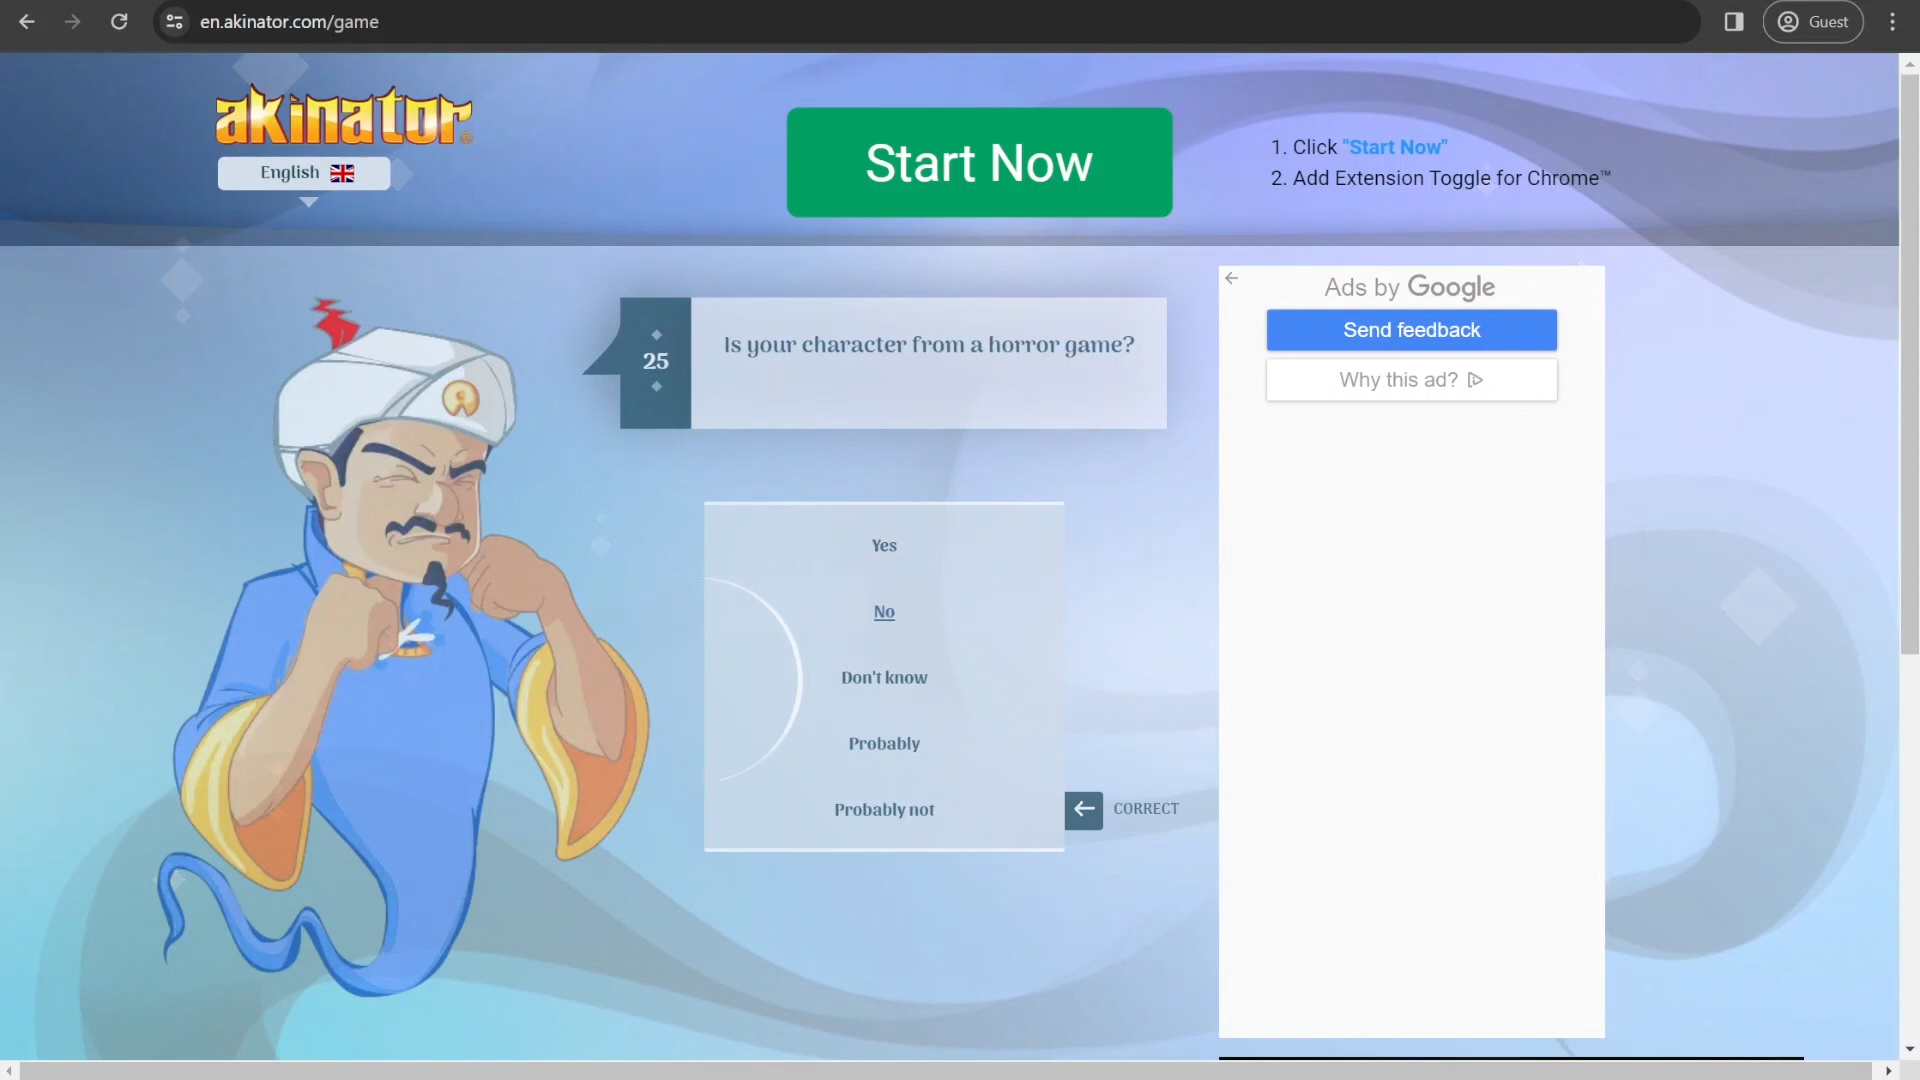 en.akinator.com/game
Guest
akinator
English
Start Now
1. Click "Start Now"
2. Add Extension Toggle for Chrome™
25
Is your character from a horror game?
Yes
No
Don't know
Probably
Probably not
CORRECT
Ads by Google
Send feedback
Why this ad?